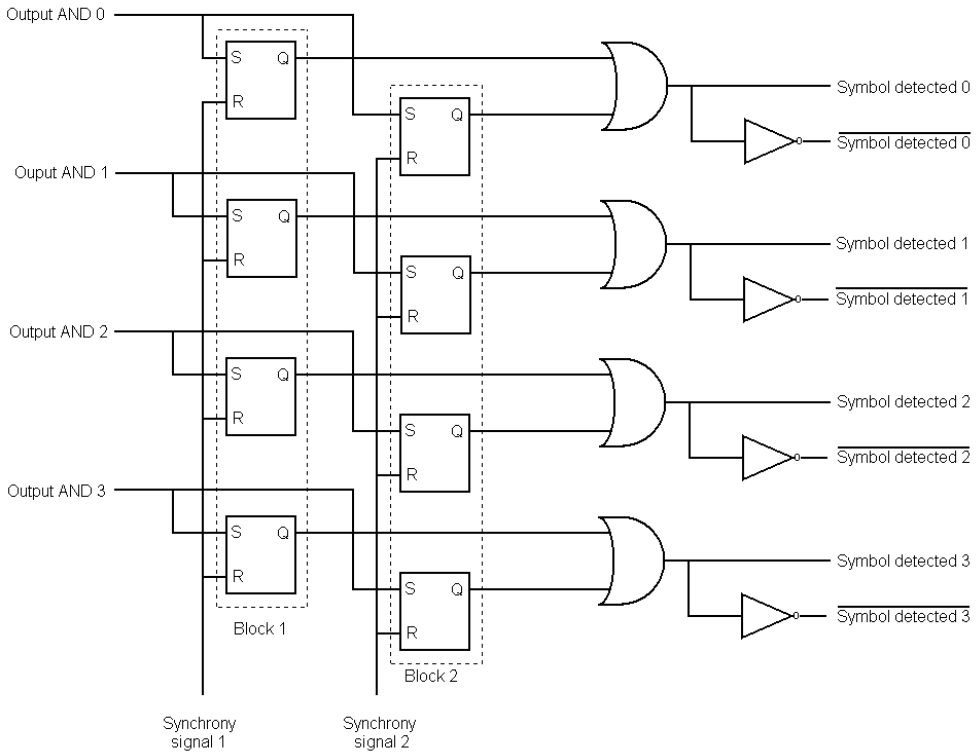 Output AND 0
S Q
R
Symbol detected 0
S Q
R
Symbol detected 0
Ouput AND 1
S Q
R
Symbol detected 1
S Q
R
Symbol detected 1
Output AND 2
S Q
R
Symbol detected 2
S Q
R
Symbol detected 2
Output AND 3
S Q
R
Symbol detected 3
S Q
R
Symbol detected 3
Block 1
Block 2
Synchrony
signal 1
Synchrony
signal 2